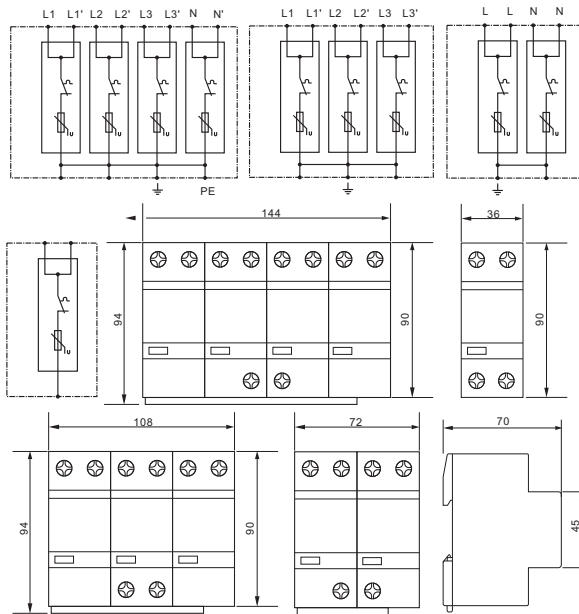 L1 L1' L2 L2' L3 L3' N N' L1 L1' L2 L2' L3 L3' L L N N
U U U U U U U U U
PE
144 36
U
94 90 90
108 72 70
94 90 45